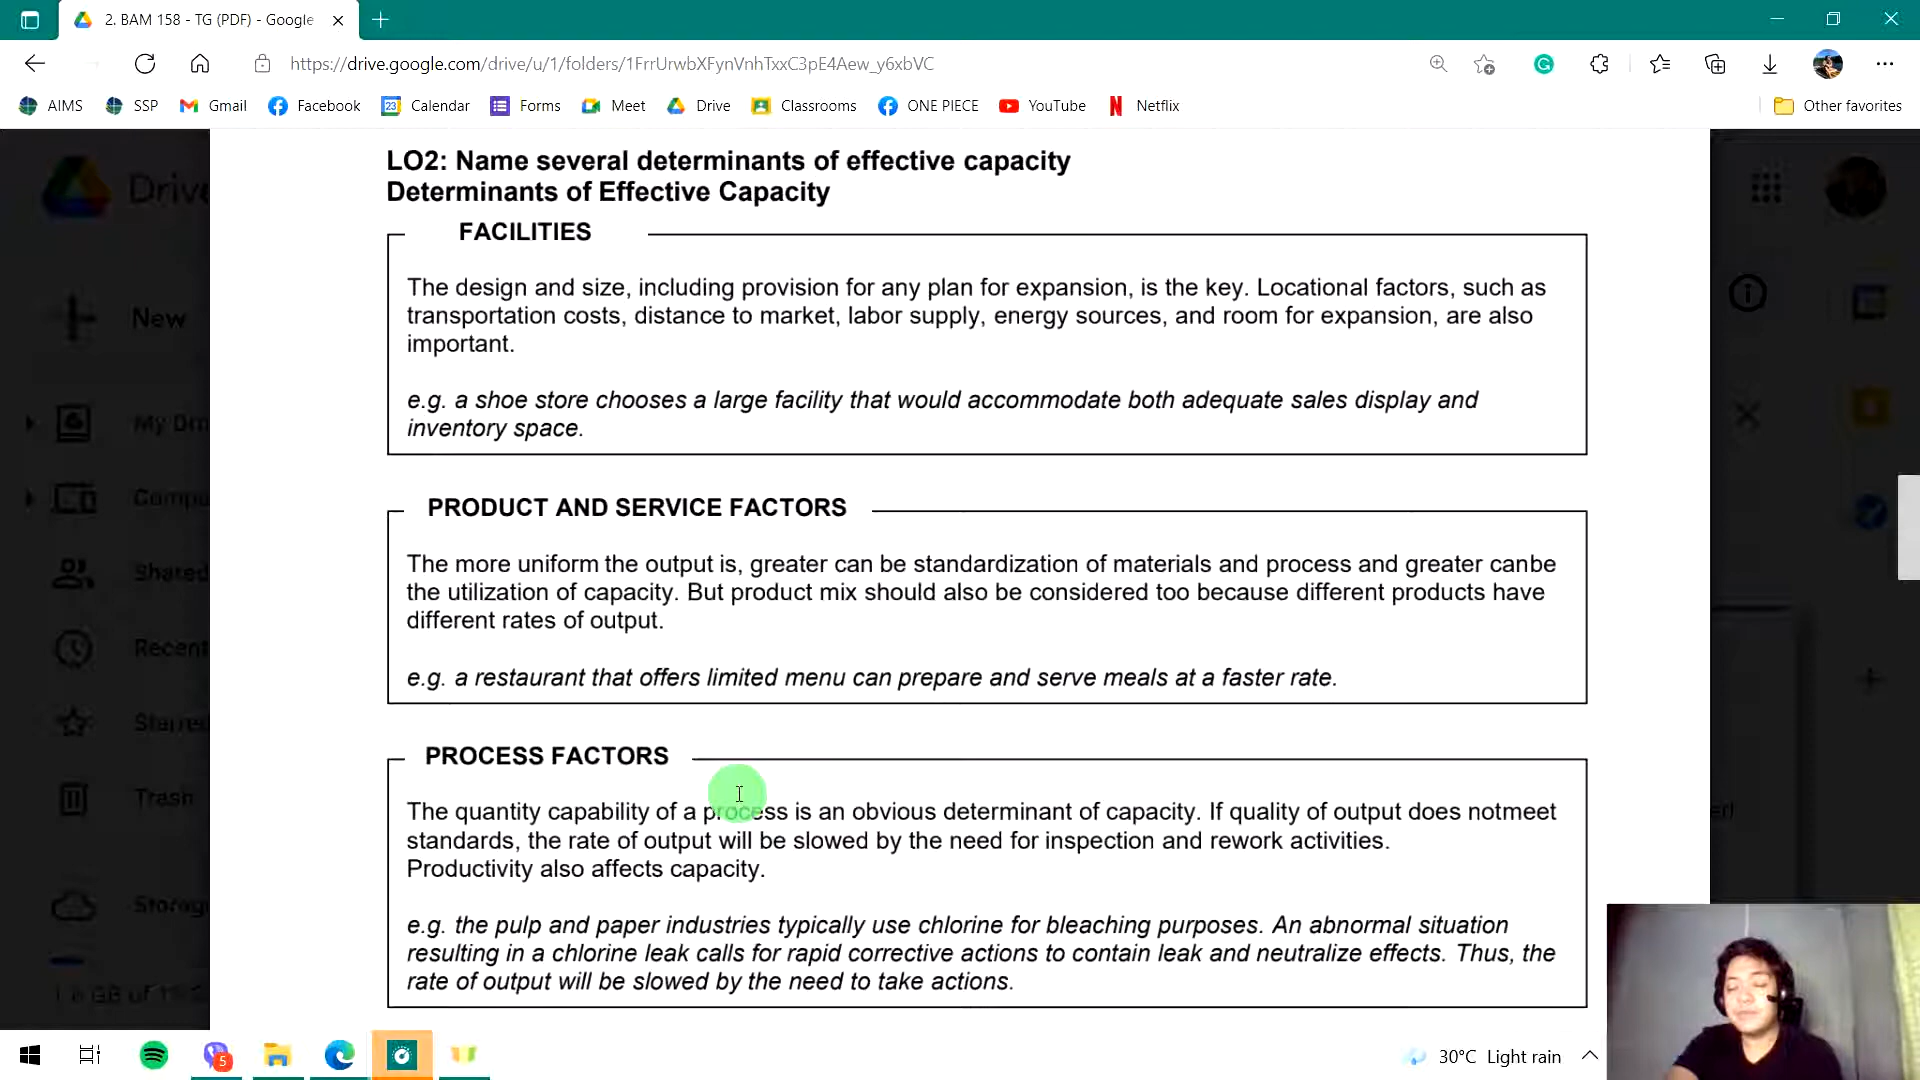 2. BAM 158 - TG (PDF) - Google
https://drive.google.com/drive/u/1/folders/1FrrUrwbXFynVnhTxxC3pE4Aew_y6xbVC
AIMS SSP Gmail Facebook 23 Calendar Forms Meet Drive Classrooms ONE PIECE YouTube Netflix Other favorites
Drive
New
My Dri
Compu
Shared
Recent
Starred
Trash
Storag
LO2: Name several determinants of effective capacity
Determinants of Effective Capacity
FACILITIES
The design and size, including provision for any plan for expansion, is the key. Locational factors, such as
transportation costs, distance to market, labor supply, energy sources, and room for expansion, are also
important.
e.g. a shoe store chooses a large facility that would accommodate both adequate sales display and
inventory space.
PRODUCT AND SERVICE FACTORS
The more uniform the output is, greater can be standardization of materials and process and greater canbe
the utilization of capacity. But product mix should also be considered too because different products have
different rates of output.
e.g. a restaurant that offers limited menu can prepare and serve meals at a faster rate.
PROCESS FACTORS
The quantity capability of a process is an obvious determinant of capacity. If quality of output does notmeet
standards, the rate of output will be slowed by the need for inspection and rework activities.
Productivity also affects capacity.
e.g. the pulp and paper industries typically use chlorine for bleaching purposes. An abnormal situation
resulting in a chlorine leak calls for rapid corrective actions to contain leak and neutralize effects. Thus, the
rate of output will be slowed by the need to take actions.
5
30°C Light rain